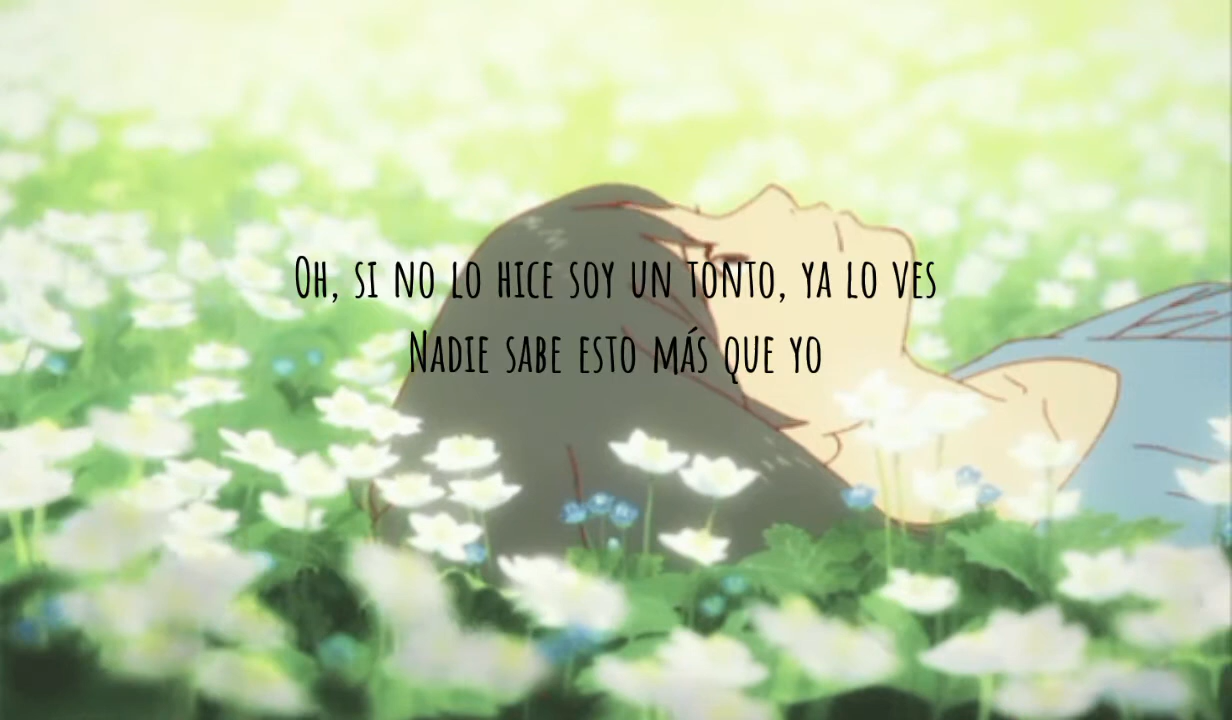 Oh, si no lo hice soy un tonto, ya lo ves
Nadie sabe esto más que yo